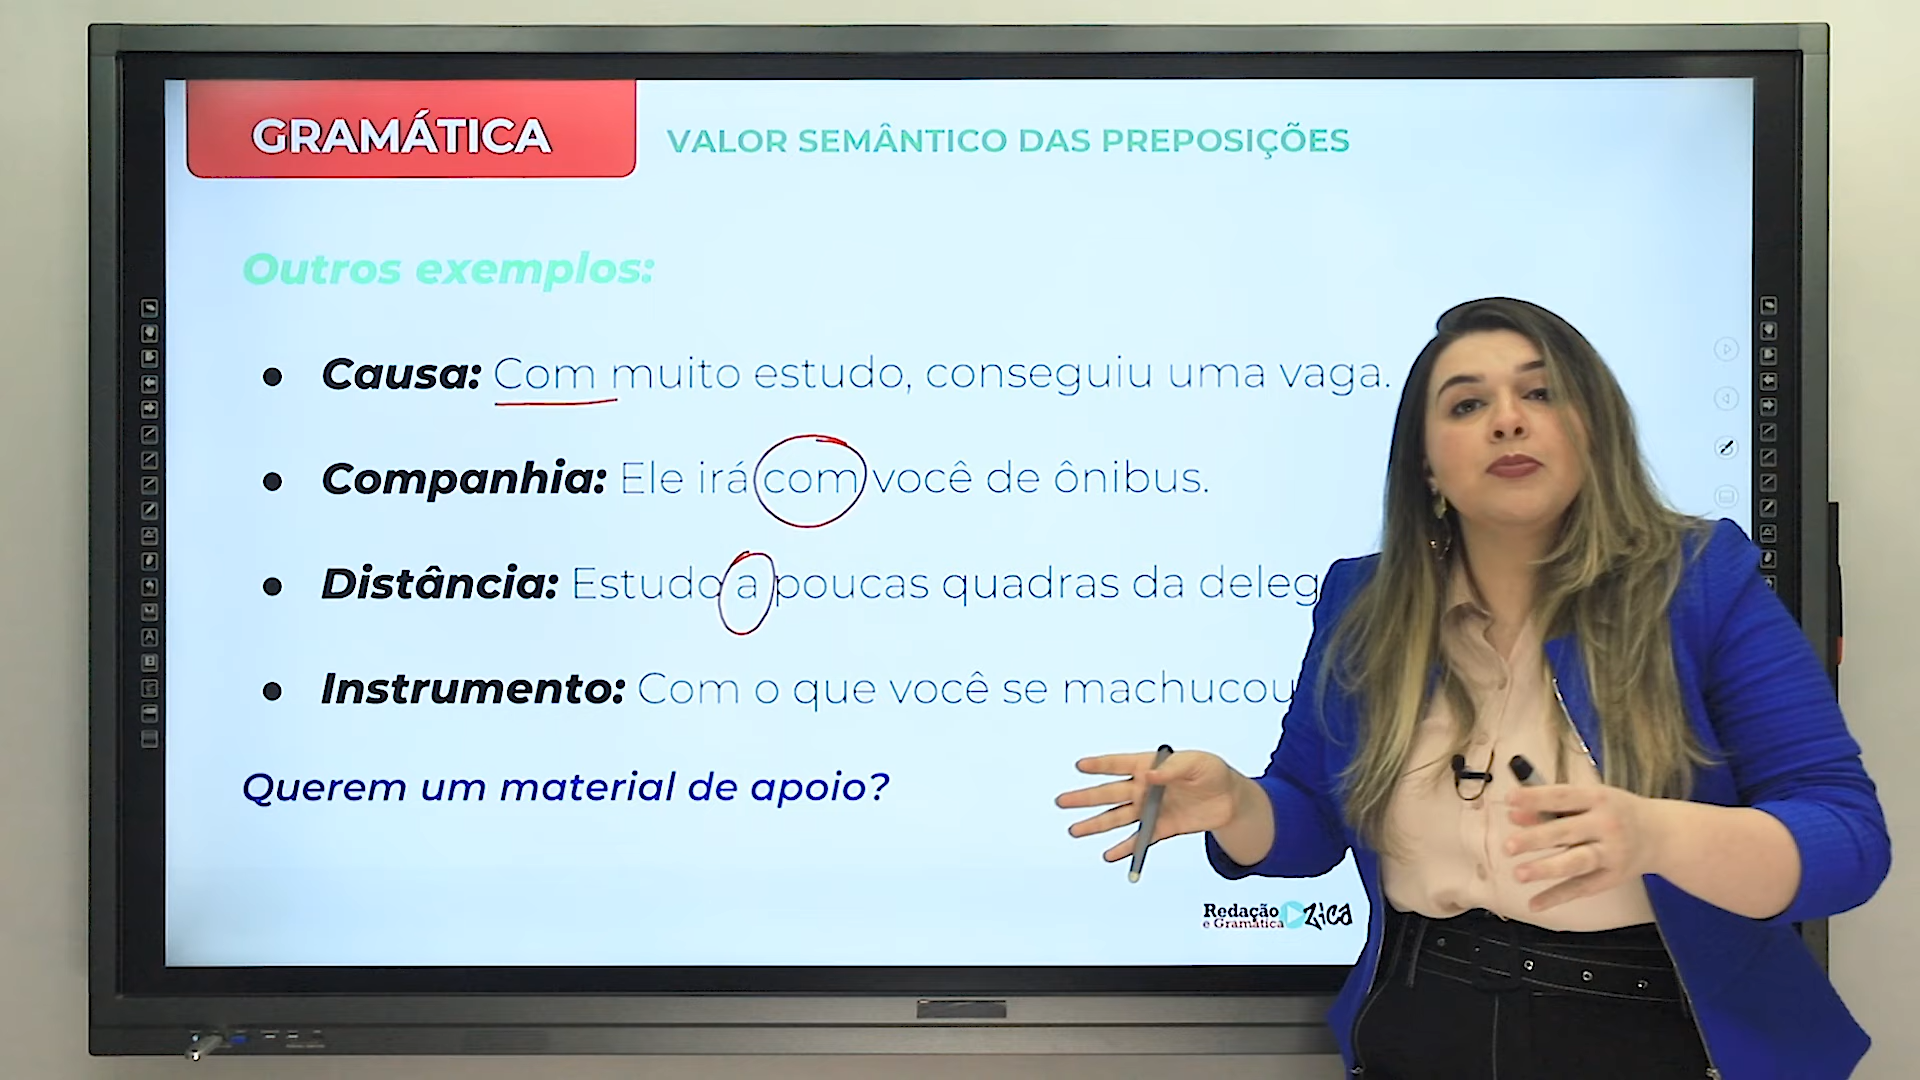 GRAMÁTICA
VALOR SEMÂNTICO DAS PREPOSIÇÕES
Outros exemplos:
• Causa: Com muito estudo, conseguiu uma vaga.
• Companhia: Ele irá com você de ônibus.
• Distância: Estudo a poucas quadras da deleg
• Instrumento: Com o que você se machucou
Querem um material de apoio?
Redação Zica
e Gramática